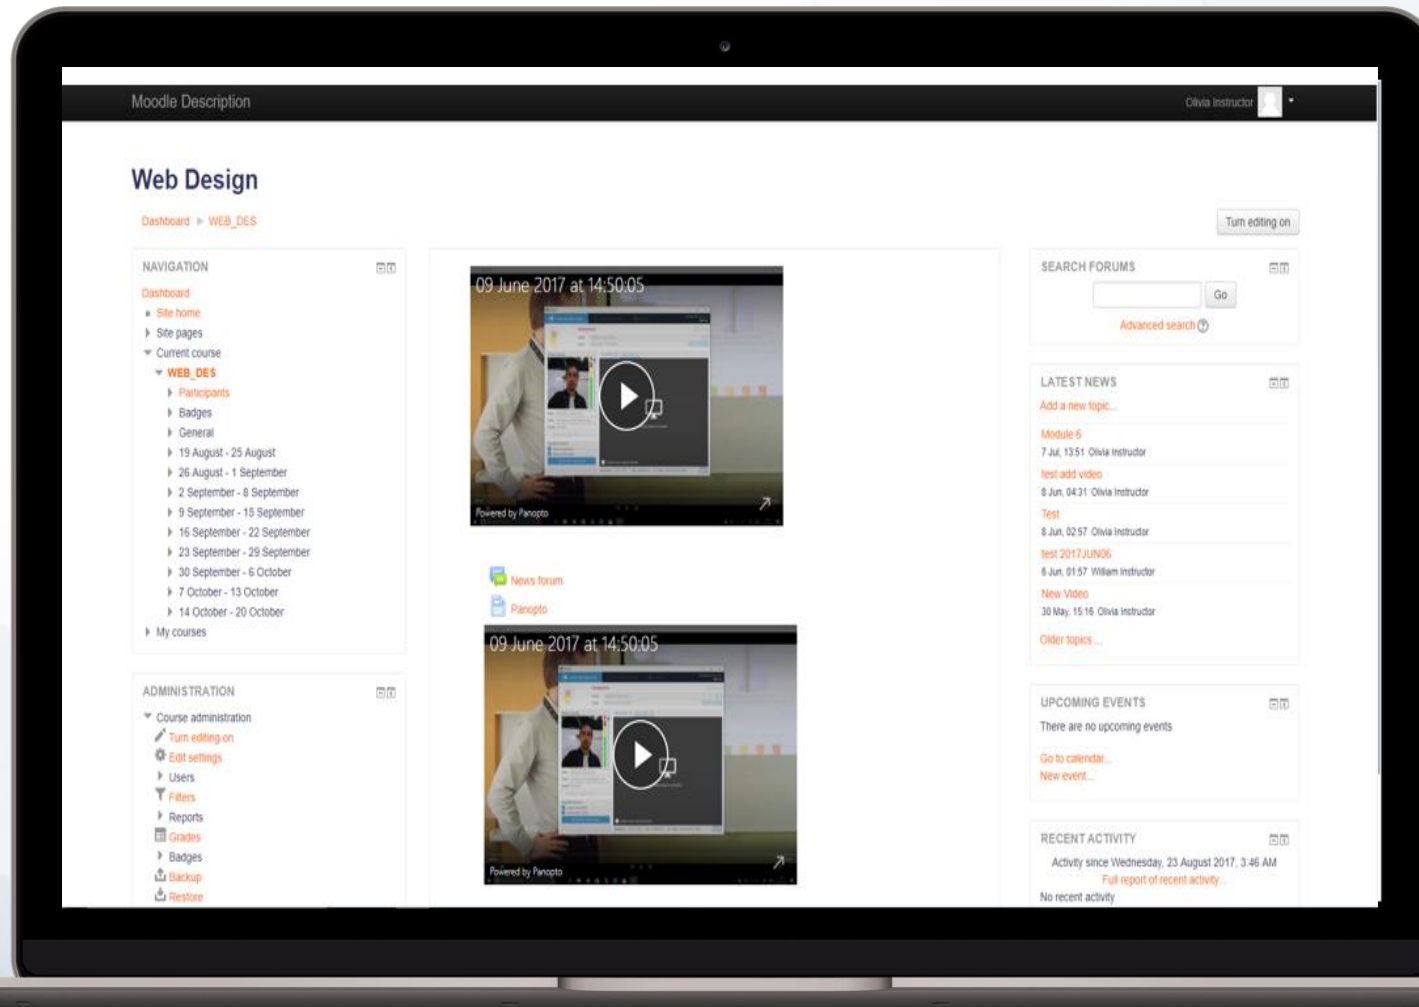 Moodle Description
Olivia Instructor
Web Design
Dashboard WEB_DES
Turn editing on
NAVIGATION
Dashboard
Site home
Site pages
Current course
WEB_DES
Participants
Badges
General
19 August - 25 August
26 August - 1 September
2 September - 8 September
9 September - 15 September
16 September - 22 September
23 September - 29 September
30 September - 6 October
7 October - 13 October
14 October - 20 October
My courses
ADMINISTRATION
Course administration
Turn editing on
Edit settings
Users
Filters
Reports
Grades
Badges
Backup
Restore
09 June 2017 at 14:50:05
Powered by Panopto
News forum
Panopto
09 June 2017 at 14:50:05
Powered by Panopto
SEARCH FORUMS
Go
Advanced search
LATEST NEWS
Add a new topic...
Module 6
7 Jul, 13:51 Olivia Instructor
test add video
8 Jun, 04:31 Olivia Instructor
Test
8 Jun, 02:57 Olivia Instructor
test 2017JUN06
6 Jun, 01:57 William Instructor
New Video
30 May, 15:16 Olivia Instructor
Older topics ...
UPCOMING EVENTS
There are no upcoming events
Go to calendar...
New event...
RECENT ACTIVITY
Activity since Wednesday, 23 August 2017, 3:46 AM
Full report of recent activity...
No recent activity